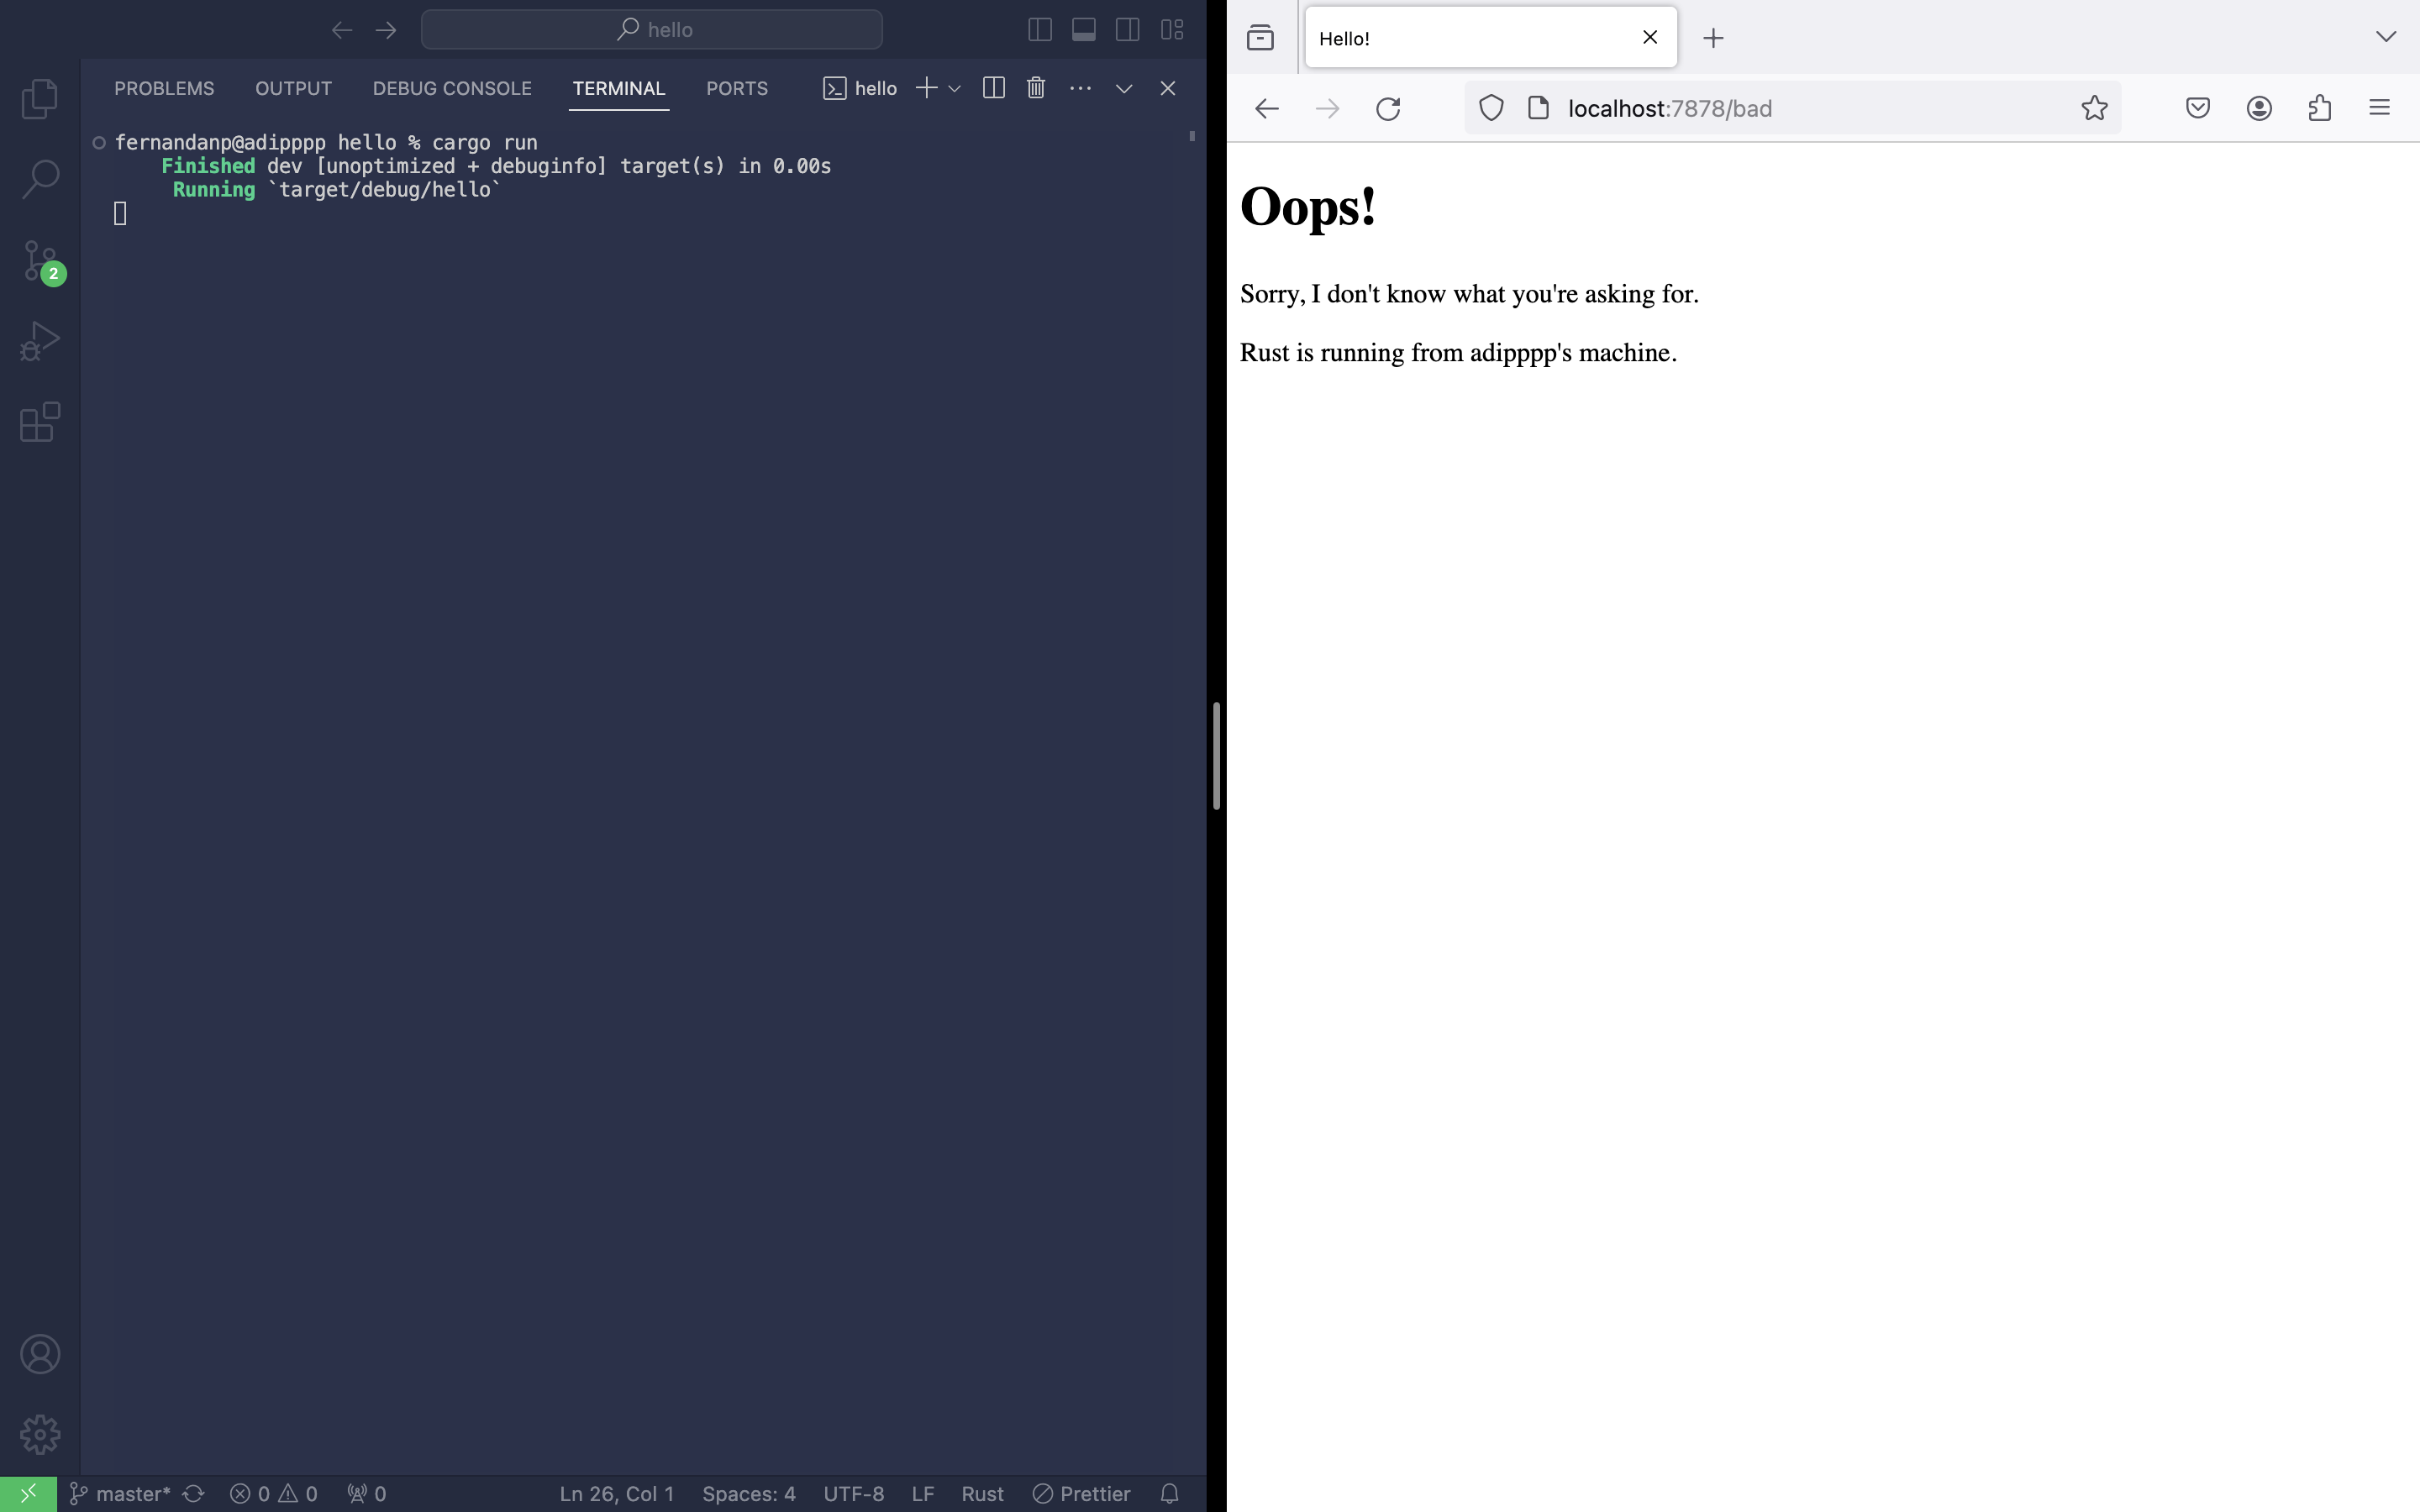 hello
PROBLEMS OUTPUT DEBUG CONSOLE TERMINAL PORTS hello
fernandanp@adipppp hello % cargo run
Finished dev [unoptimized + debuginfo] target(s) in 0.00s
Running `target/debug/hello`
2
master* 0 0 0 Ln 26, Col 1 Spaces: 4 UTF-8 LF Rust Prettier
Hello!
localhost:7878/bad
Oops!
Sorry, I don't know what you're asking for.
Rust is running from adipppp's machine.